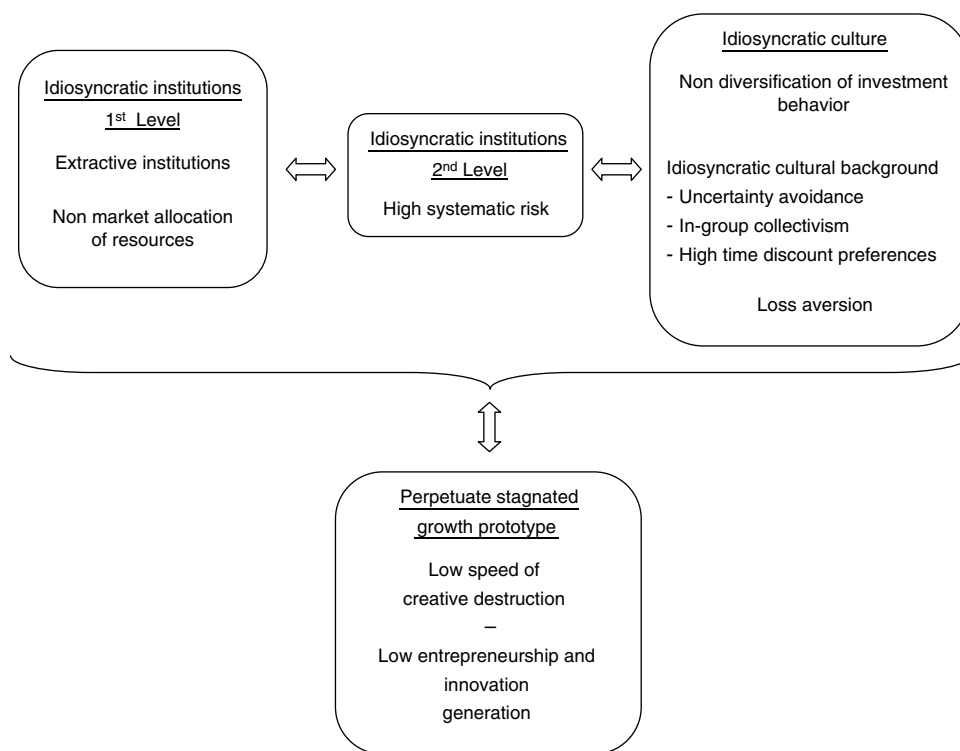 Idiosyncratic institutions
1st Level
Extractive institutions
Non market allocation
of resources
Idiosyncratic institutions
2nd Level
High systematic risk
Idiosyncratic culture
Non diversification of investment
behavior
Idiosyncratic cultural background
- Uncertainty avoidance
- In-group collectivism
- High time discount preferences
Loss aversion
Perpetuate stagnated
growth prototype
Low speed of
creative destruction
–
Low entrepreneurship and
innovation
generation